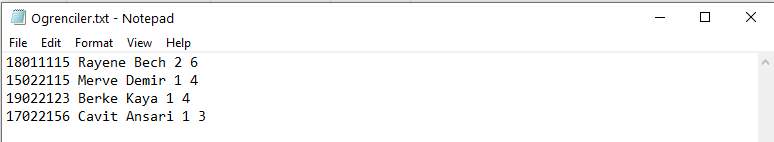 Ogrenciler.txt - Notepad
File Edit Format View Help
18011115 Rayene Bech 2 6
15022115 Merve Demir 1 4
19022123 Berke Kaya 1 4
17022156 Cavit Ansari 1 3